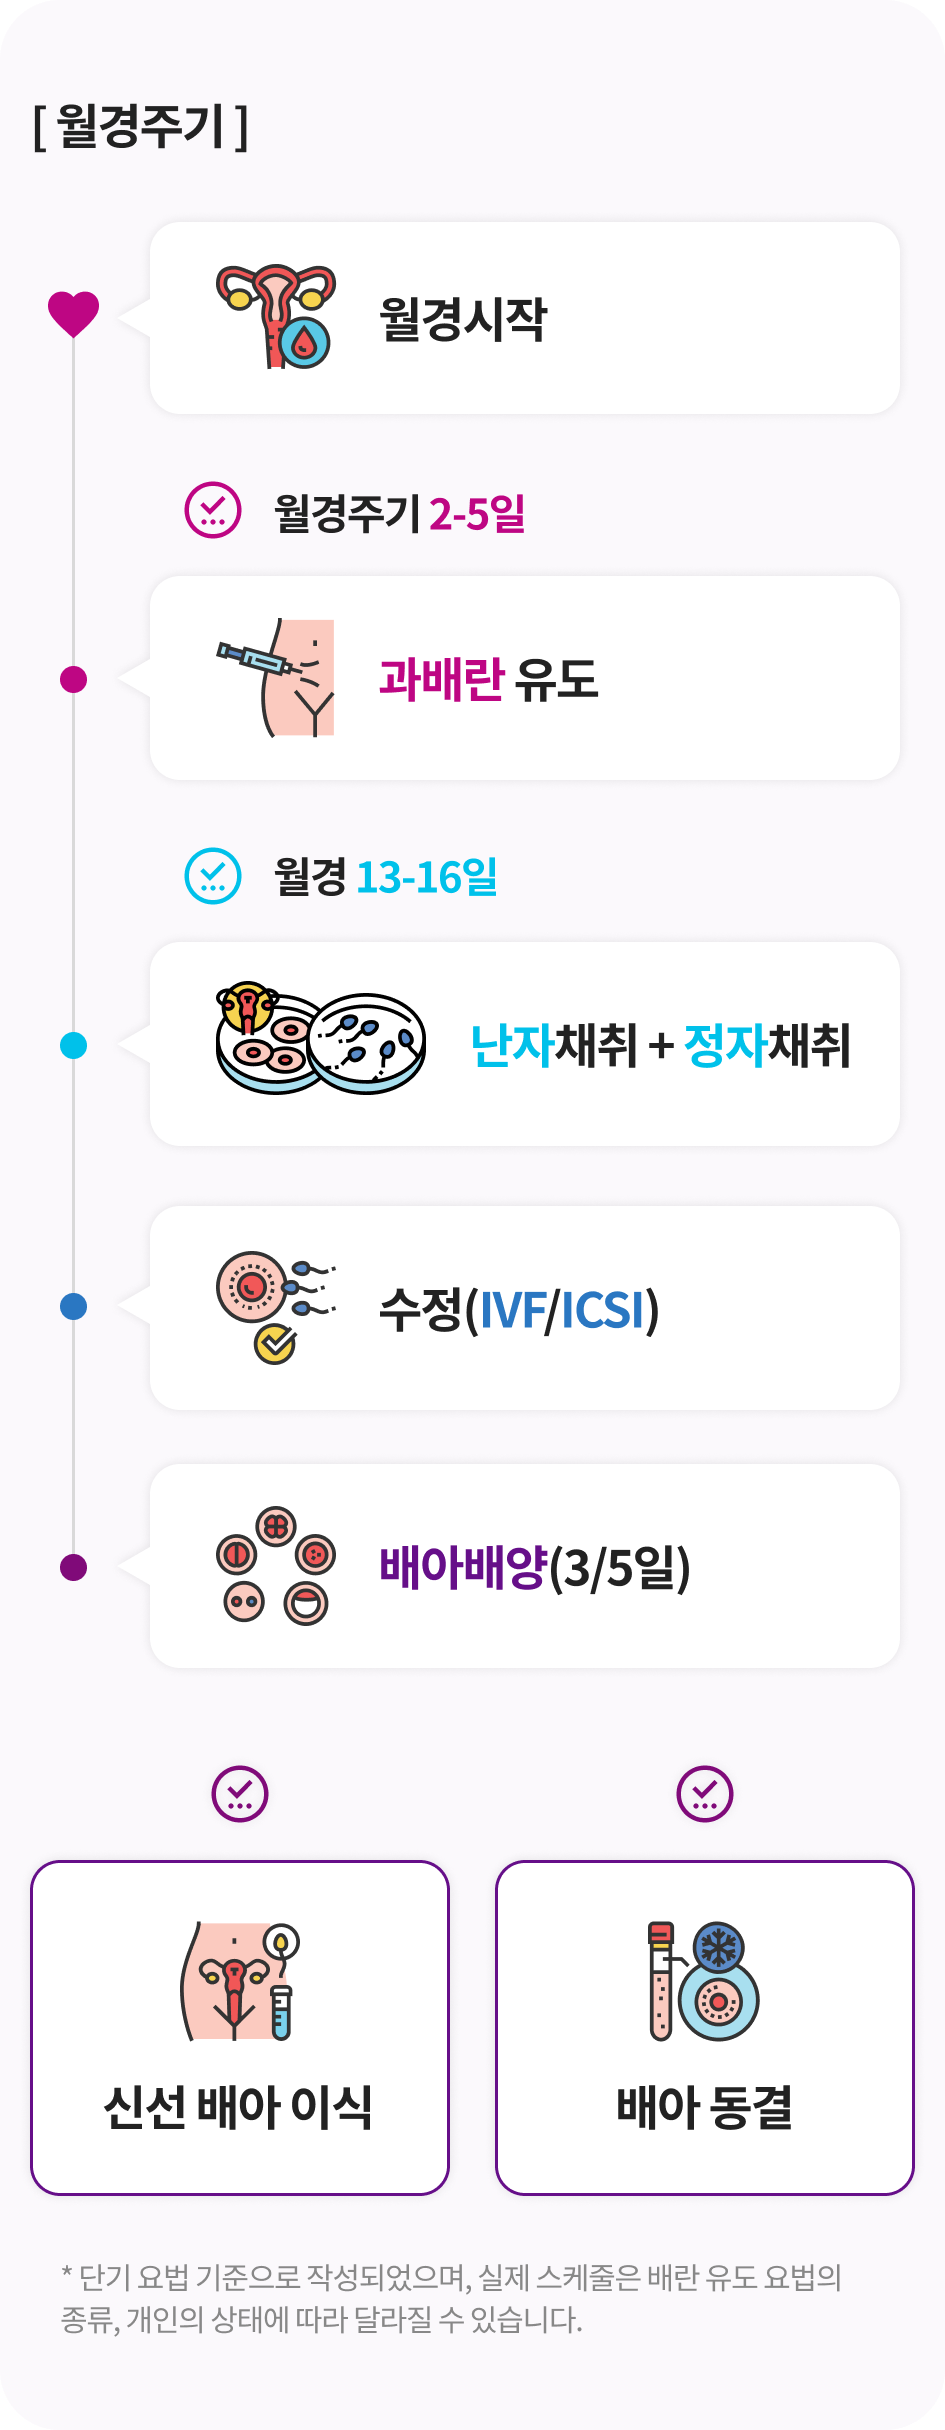 [ 월경주기 ]
월경시작
월경주기 2-5일
과배란 유도
월경 13-16일
난자채취 + 정자채취
수정(IVF/ICSI)
배아배양(3/5일)
신선 배아 이식
배아 동결
* 단기 요법 기준으로 작성되었으며, 실제 스케줄은 배란 유도 요법의
종류, 개인의 상태에 따라 달라질 수 있습니다.